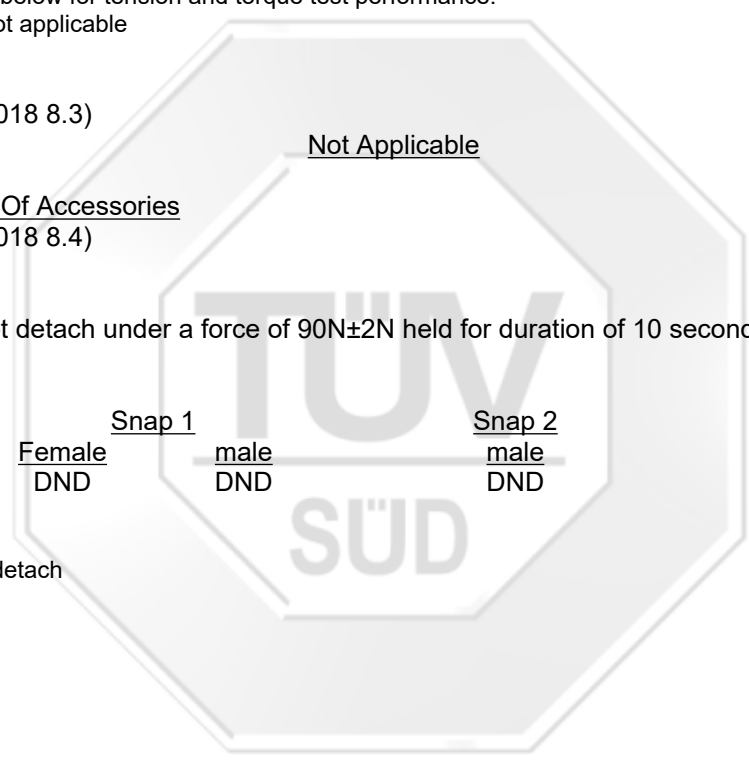 below for tension and torque test performance.
ot applicable
018 8.3)
Not Applicable
Of Accessories
018 8.4)
t detach under a force of 90N±2N held for duration of 10 second
Snap 1 Snap 2
Female male male
DND DND DND
detach
TÜV
SÜD